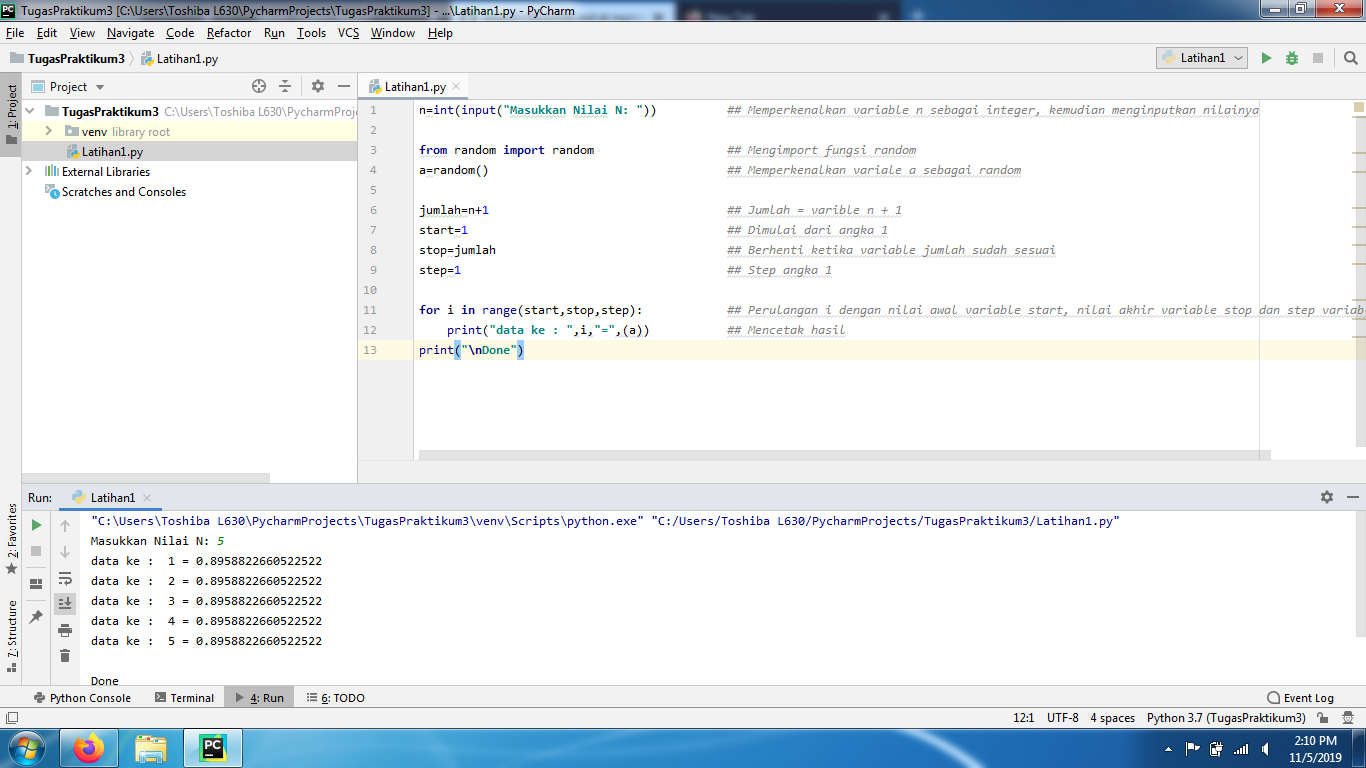 TugasPraktikum3 [C:\Users\Toshiba L630\PycharmProjects\TugasPraktikum3] - ...\Latihan1.py - PyCharm
File Edit View Navigate Code Refactor Run Tools VCS Window Help
TugasPraktikum3 Latihan1.py
Latihan1
1: Project
Project
TugasPraktikum3 C:\Users\Toshiba L630\PycharmProje
venv library root
Latihan1.py
External Libraries
Scratches and Consoles
Latihan1.py
1 n=int(input("Masukkan Nilai N: ")) ## Memperkenalkan variable n sebagai integer, kemudian menginputkan nilainya
2
3 from random import random ## Mengimport fungsi random
4 a=random() ## Memperkenalkan variale a sebagai random
5
6 jumlah=n+1 ## Jumlah = varible n + 1
7 start=1 ## Dimulai dari angka 1
8 stop=jumlah ## Berhenti ketika variable jumlah sudah sesuai
9 step=1 ## Step angka 1
10
11 for i in range(start,stop,step): ## Perulangan i dengan nilai awal variable start, nilai akhir variable stop dan step variab
12 print("data ke : ",i,"=",(a)) ## Mencetak hasil
13 print("\nDone")
Run: Latihan1
2: Favorites
7: Structure
"C:\Users\Toshiba L630\PycharmProjects\TugasPraktikum3\venv\Scripts\python.exe" "C:/Users/Toshiba L630/PycharmProjects/TugasPraktikum3/Latihan1.py"
Masukkan Nilai N: 5
data ke :  1 = 0.8958822660522522
data ke :  2 = 0.8958822660522522
data ke :  3 = 0.8958822660522522
data ke :  4 = 0.8958822660522522
data ke :  5 = 0.8958822660522522
Done
Python Console Terminal 4: Run 6: TODO Event Log
12:1 UTF-8 4 spaces Python 3.7 (TugasPraktikum3)
PC
2:10 PM
11/5/2019